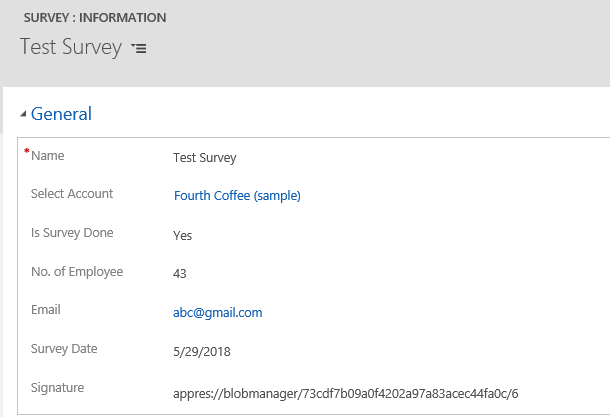 SURVEY : INFORMATION
Test Survey
General
* Name Test Survey
Select Account Fourth Coffee (sample)
Is Survey Done Yes
No. of Employee 43
Email abc@gmail.com
Survey Date 5/29/2018
Signature appres://blobmanager/73cdf7b09a0f4202a97a83acec44fa0c/6